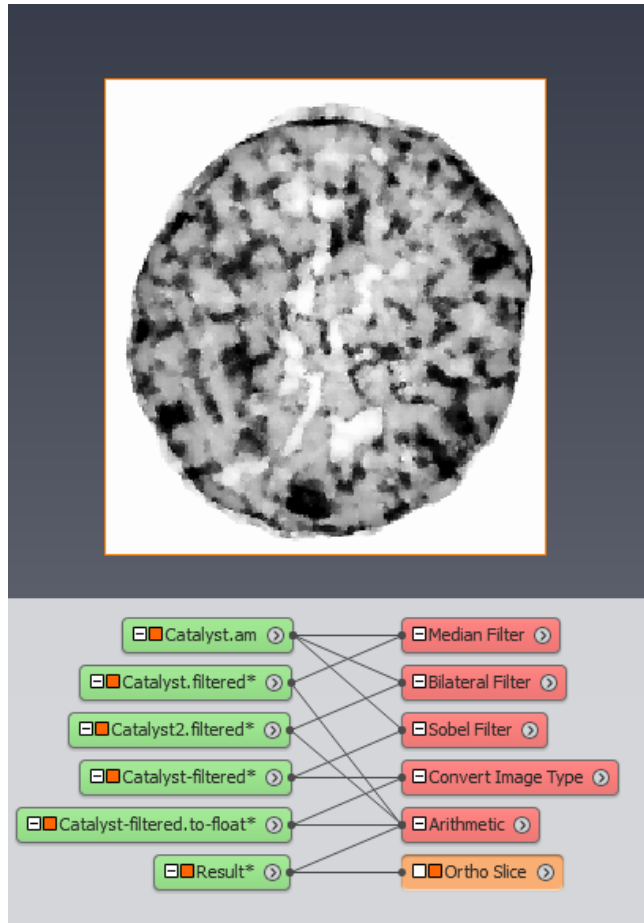 Catalyst.am
Median Filter
Catalyst.filtered*
Bilateral Filter
Catalyst2.filtered*
Sobel Filter
Catalyst-filtered*
Convert Image Type
Catalyst-filtered.to-float*
Arithmetic
Result*
Ortho Slice